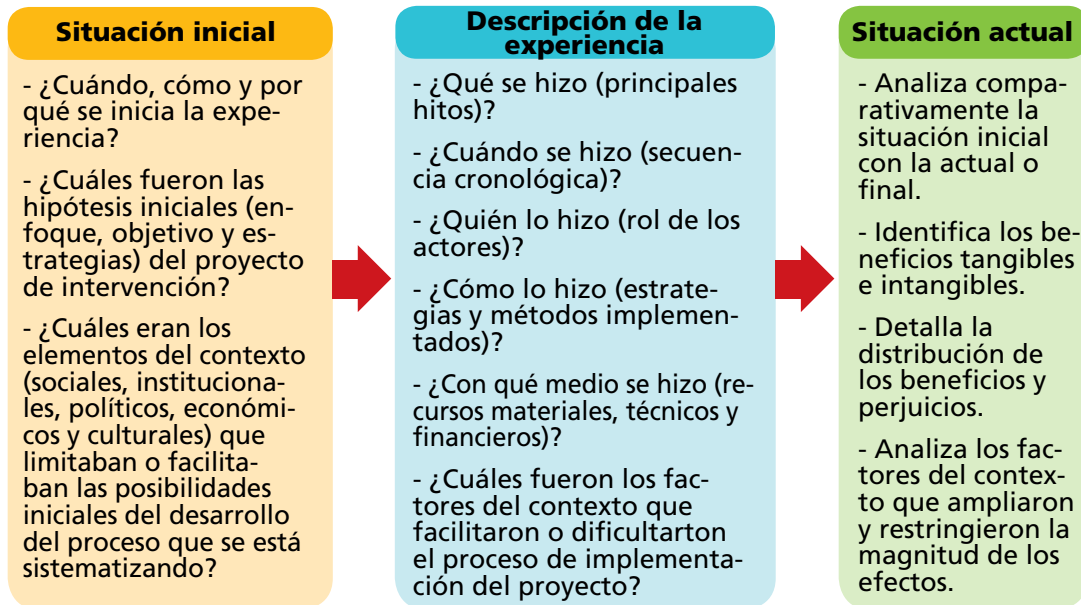 Situación inicial
- ¿Cuándo, cómo y por
qué se inicia la expe-
riencia?
- ¿Cuáles fueron las
hipótesis iniciales (en-
foque, objetivo y es-
trategias) del proyecto
de intervención?
- ¿Cuáles eran los
elementos del contexto
(sociales, instituciona-
les, políticos, económi-
cos y culturales) que
limitaban o facilita-
ban las posibilidades
iniciales del desarrollo
del proceso que se está
sistematizando?
Descripción de la
experiencia
- ¿Qué se hizo (principales
hitos)?
- ¿Cuándo se hizo (secuen-
cia cronológica)?
- ¿Quién lo hizo (rol de los
actores)?
- ¿Cómo lo hizo (estrate-
gias y métodos implemen-
tados)?
- ¿Con qué medio se hizo (re-
cursos materiales, técnicos y
financieros)?
- ¿Cuáles fueron los fac-
tores del contexto que
facilitaron o dificultarton
el proceso de implementa-
ción del proyecto?
Situación actual
- Analiza compa-
rativamente la
situación inicial
con la actual o
final.
- Identifica los be-
neficios tangibles
e intangibles.
- Detalla la
distribución de
los beneficios y
perjuicios.
- Analiza los fac-
tores del contex-
to que ampliaron
y restringieron la
magnitud de los
efectos.